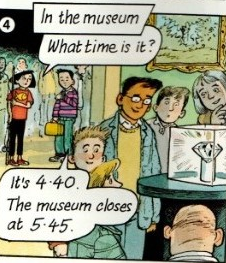 4
In the museum
What time is it?
It's 4·40.
The museum closes
at 5·45.